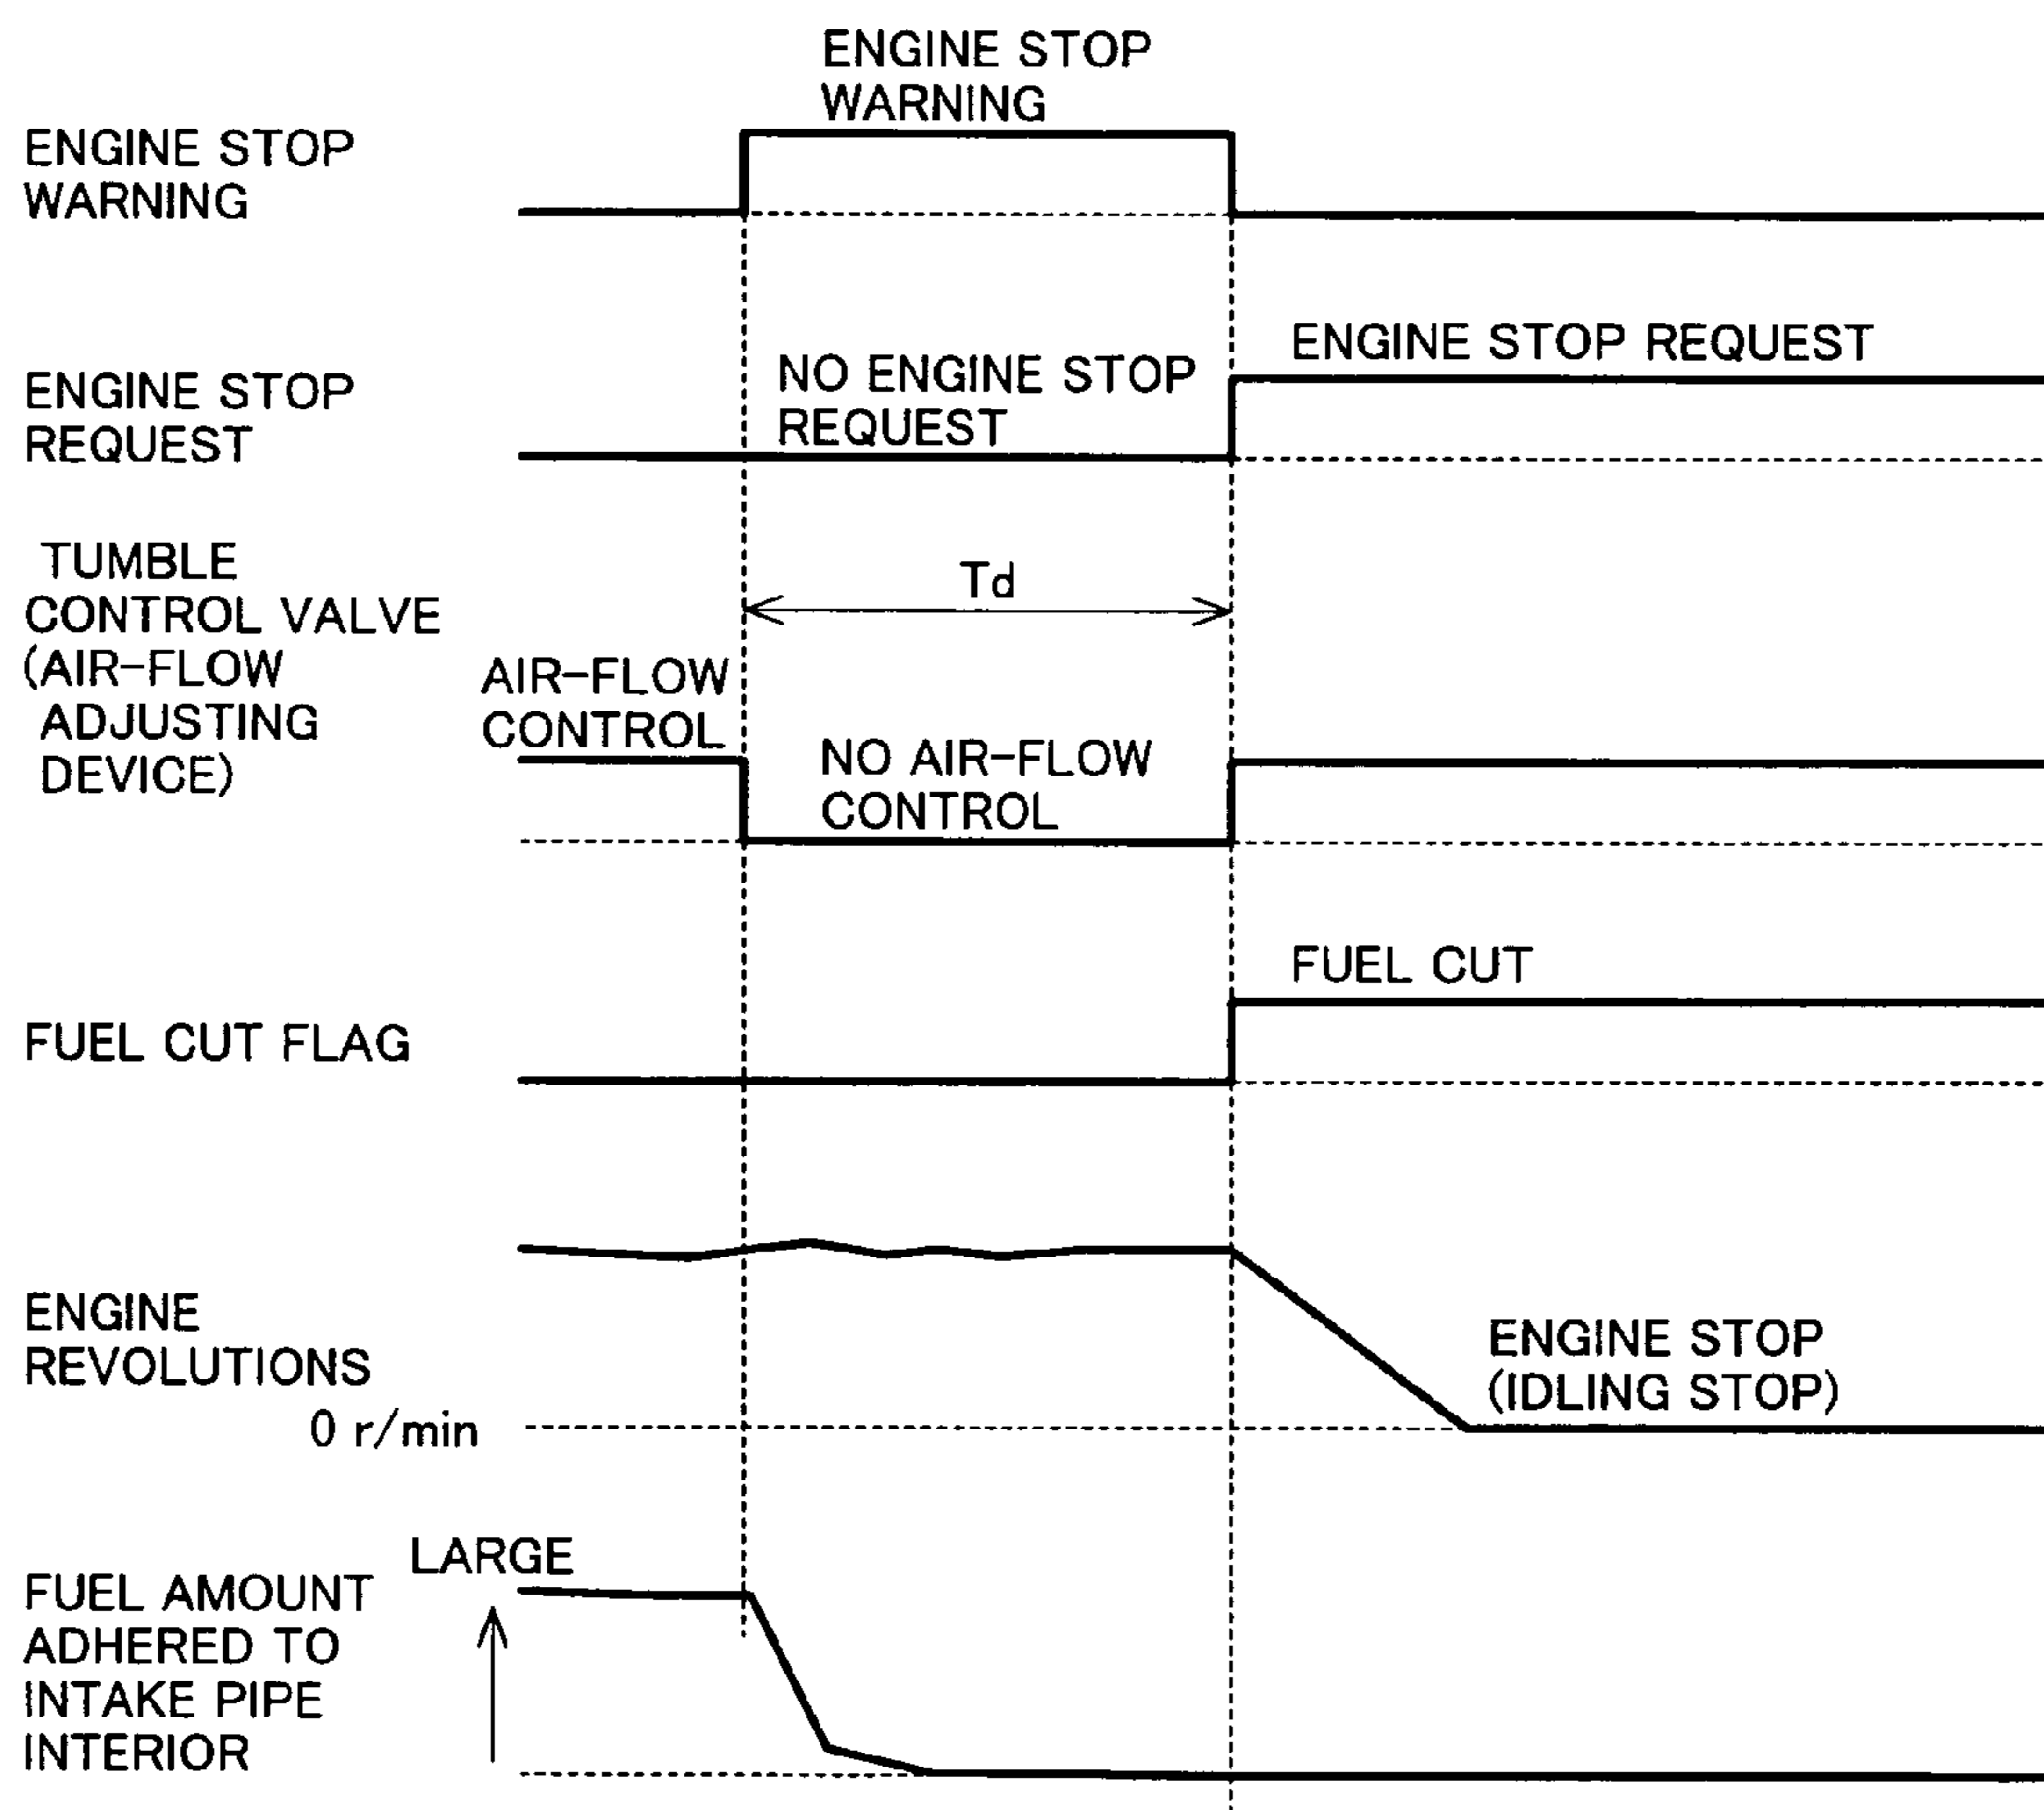 ENGINE STOP
WARNING
ENGINE STOP
WARNING
ENGINE STOP REQUEST
NO ENGINE STOP
REQUEST
ENGINE STOP
REQUEST
TUMBLE
CONTROL VALVE
(AIR-FLOW
ADJUSTING
DEVICE)
Td
AIR-FLOW
CONTROL
NO AIR-FLOW
CONTROL
FUEL CUT
FUEL CUT FLAG
ENGINE
REVOLUTIONS
0 r/min
ENGINE STOP
(IDLING STOP)
LARGE
FUEL AMOUNT
ADHERED TO
INTAKE PIPE
INTERIOR